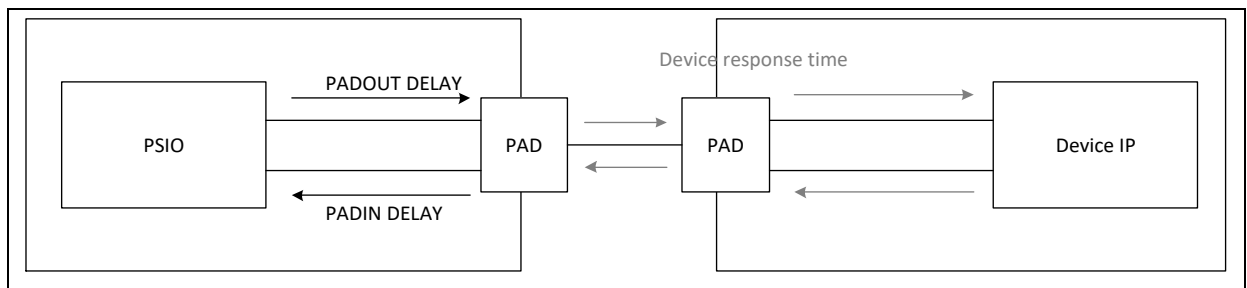 Device response time
PADOUT DELAY
PSIO
PAD
PAD
Device IP
PADIN DELAY